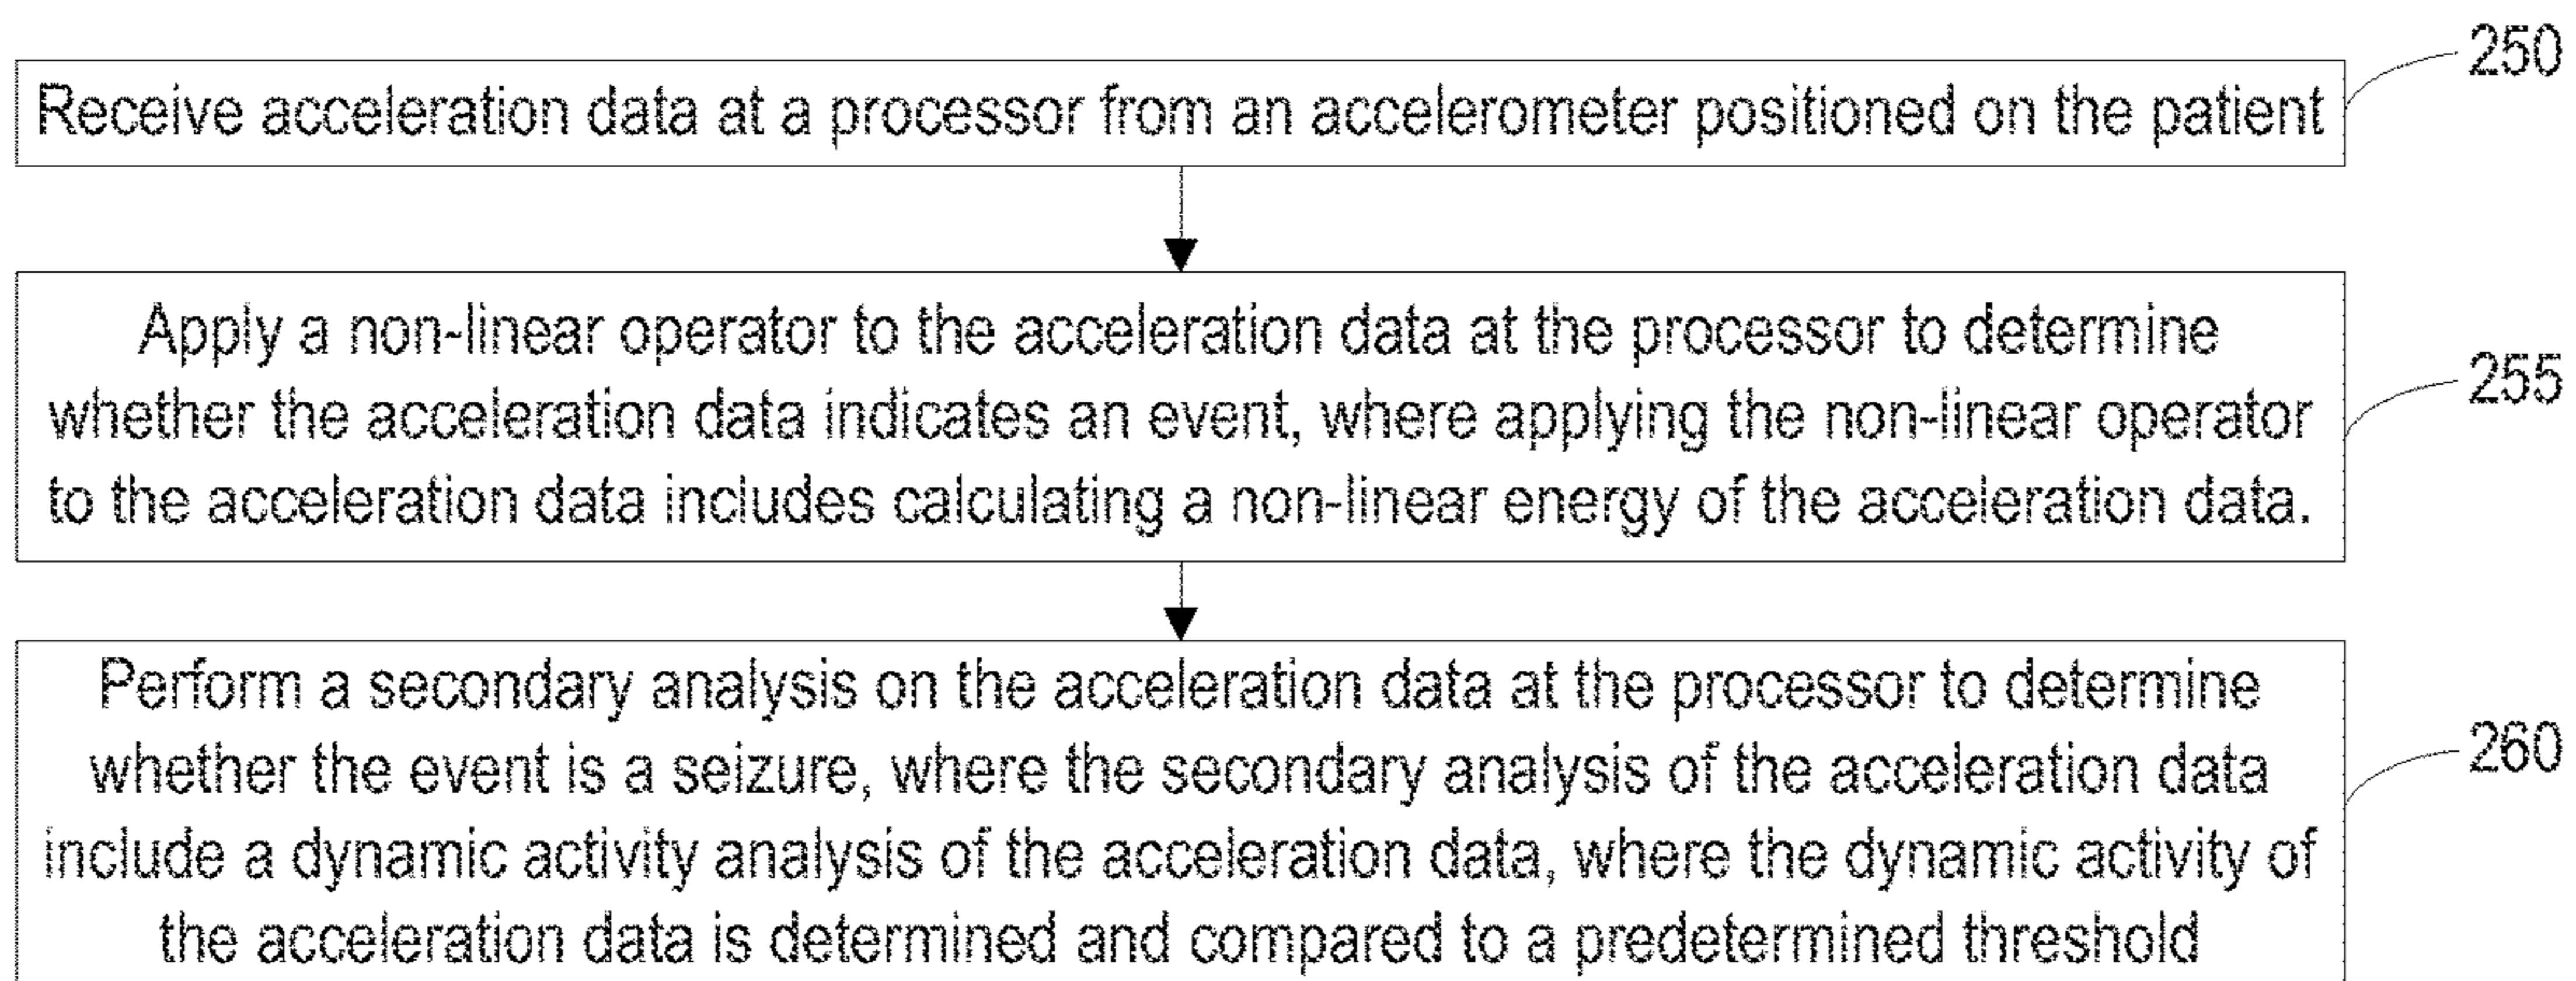 250
Receive acceleration data at a processor from an accelerometer positioned on the patient
Apply a non-linear operator to the acceleration data at the processor to determine
whether the acceleration data indicates an event, where applying the non-linear operator
to the acceleration data includes calculating a non-linear energy of the acceleration data.
255
Perform a secondary analysis on the acceleration data at the processor to determine
whether the event is a seizure, where the secondary analysis of the acceleration data
include a dynamic activity analysis of the acceleration data, where the dynamic activity of
the acceleration data is determined and compared to a predetermined threshold
260